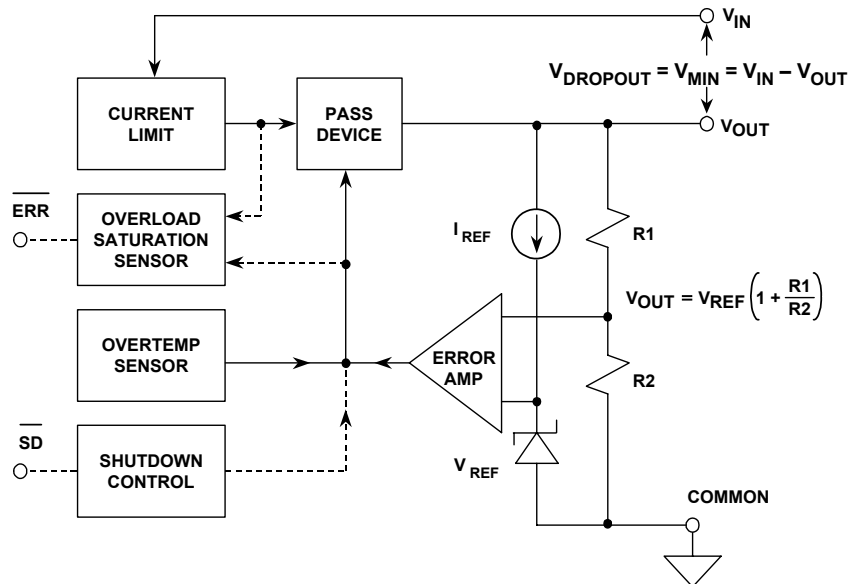 V_IN
V_DROPOUT = V_MIN = V_IN – V_OUT
CURRENT
LIMIT
PASS
DEVICE
V_OUT
ERR
OVERLOAD
SATURATION
SENSOR
I_REF
R1
V_OUT = V_REF (1 + R1/R2)
OVERTEMP
SENSOR
ERROR
AMP
R2
SD
SHUTDOWN
CONTROL
V_REF
COMMON